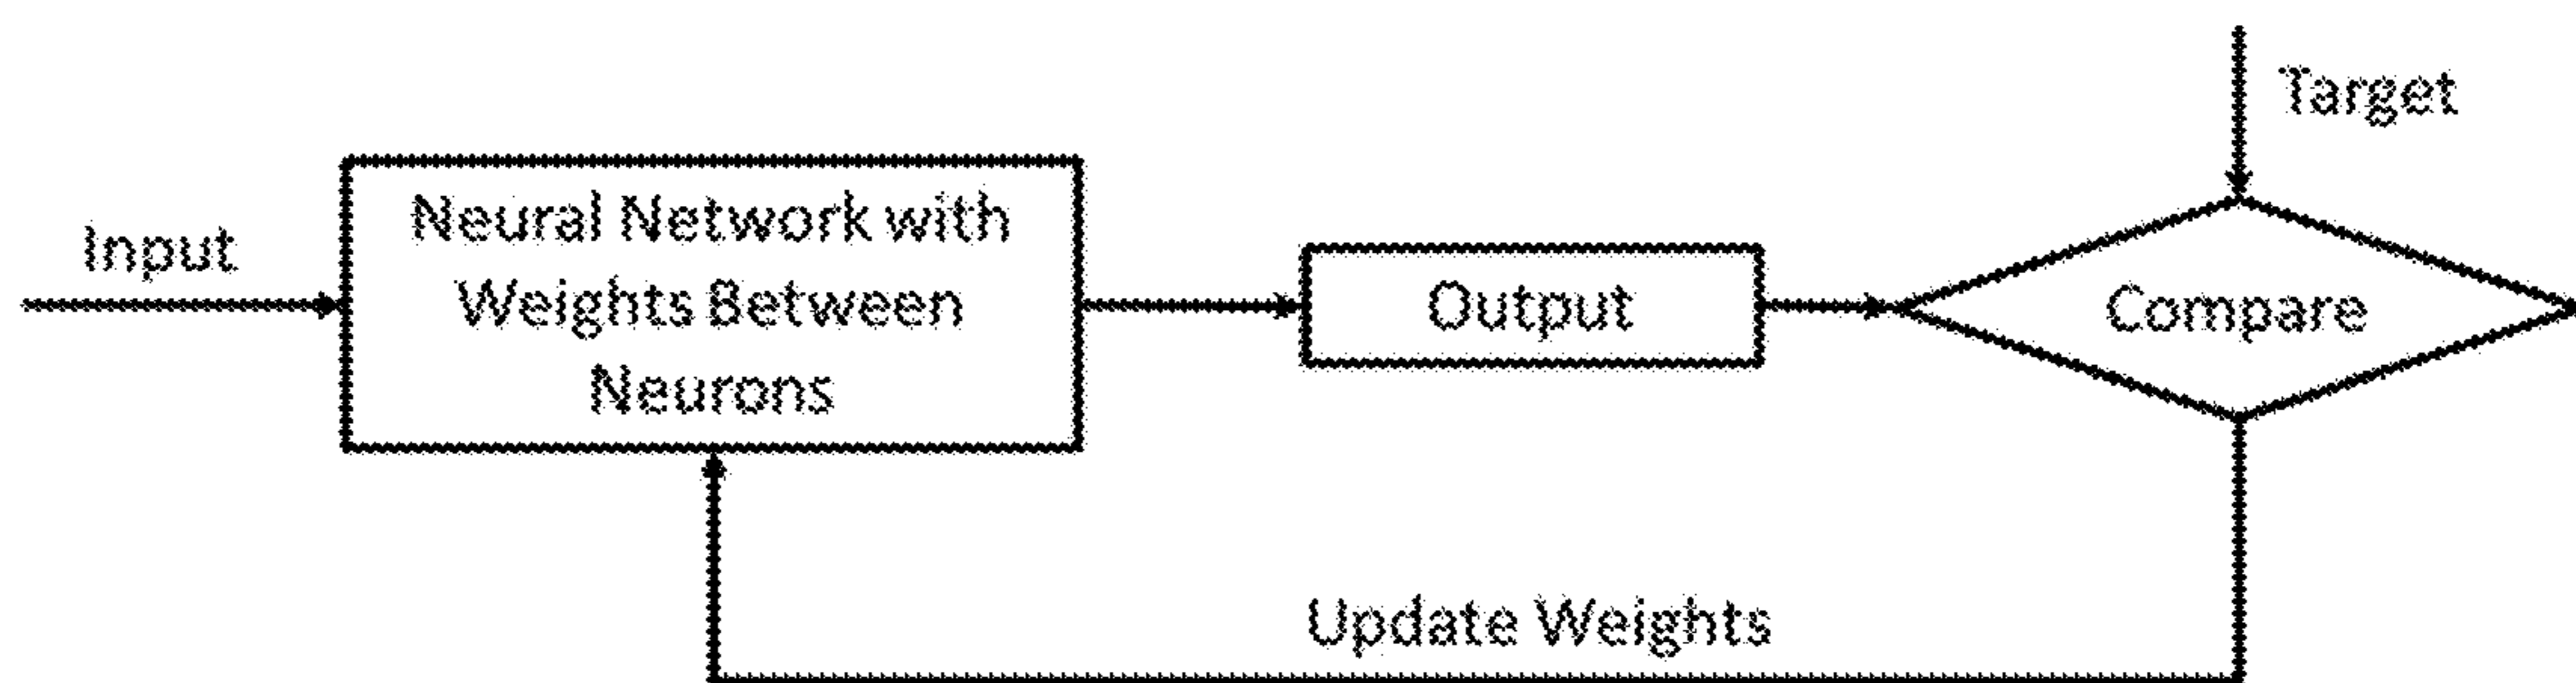 Target
Input
Neural Network with
Weights Between
Neurons
Output
Compare
Update Weights